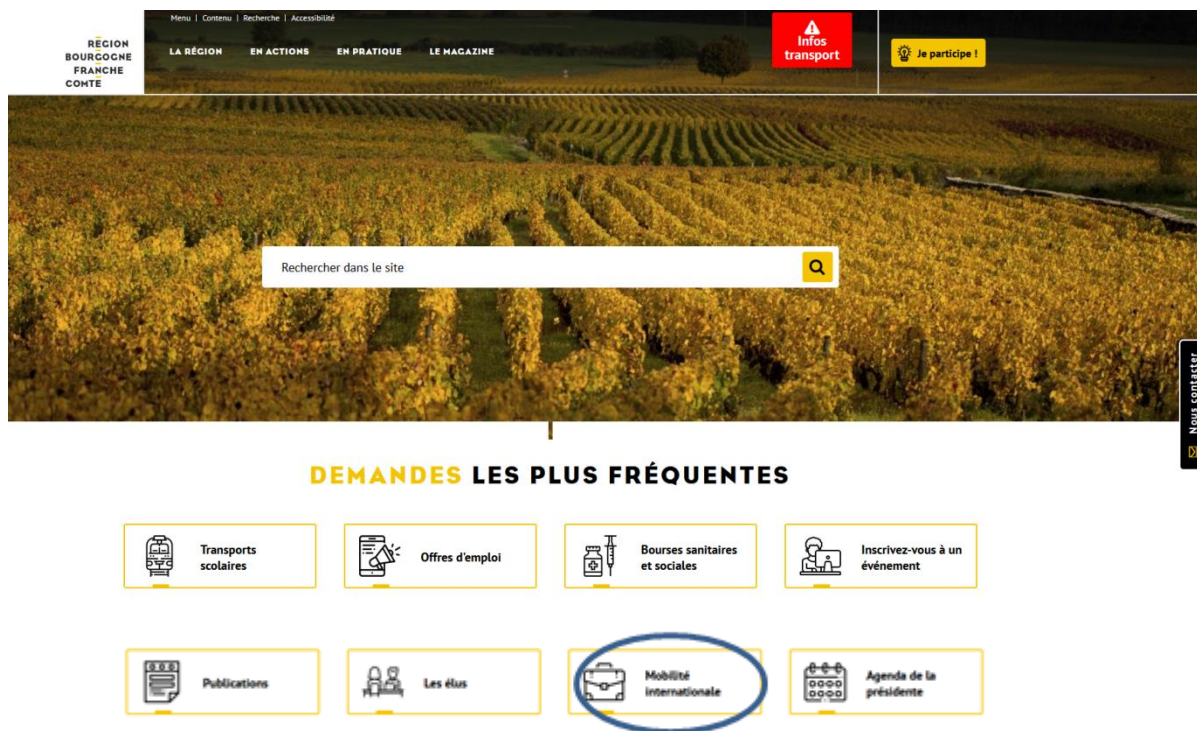 Menu | Contenu | Recherche | Accessibilité
RÉGION
BOURGOGNE
FRANCHE
COMTE
LA RÉGION EN ACTIONS EN PRATIQUE LE MAGAZINE
Infos
transport
Je participe !
Rechercher dans le site
Nous contacter
DEMANDES LES PLUS FRÉQUENTES
Transports
scolaires
Offres d'emploi
Bourses sanitaires
et sociales
Inscrivez-vous à un
événement
Publications
Les élus
Mobilité
internationale
Agenda de la
présidente